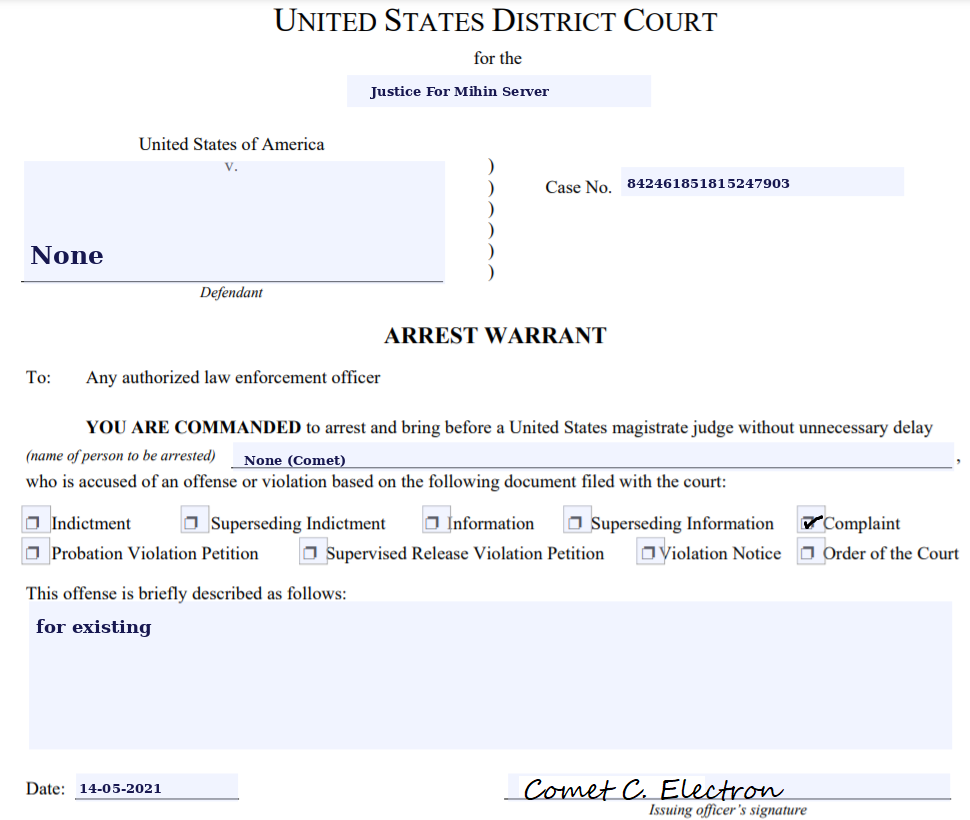 UNITED STATES DISTRICT COURT
for the
Justice For Mihin Server
United States of America
v.
None
Defendant
)
)
)
)
)
)
Case No. 842461851815247903
ARREST WARRANT
To: Any authorized law enforcement officer
YOU ARE COMMANDED to arrest and bring before a United States magistrate judge without unnecessary delay
(name of person to be arrested) None (Comet) ,
who is accused of an offense or violation based on the following document filed with the court:
❐ Indictment ❐ Superseding Indictment ❐ Information ❐ Superseding Information ✔ Complaint
❐ Probation Violation Petition ❐ Supervised Release Violation Petition ❐ Violation Notice ❐ Order of the Court
This offense is briefly described as follows:
for existing
Date: 14-05-2021
Comet C. Electron
Issuing officer's signature